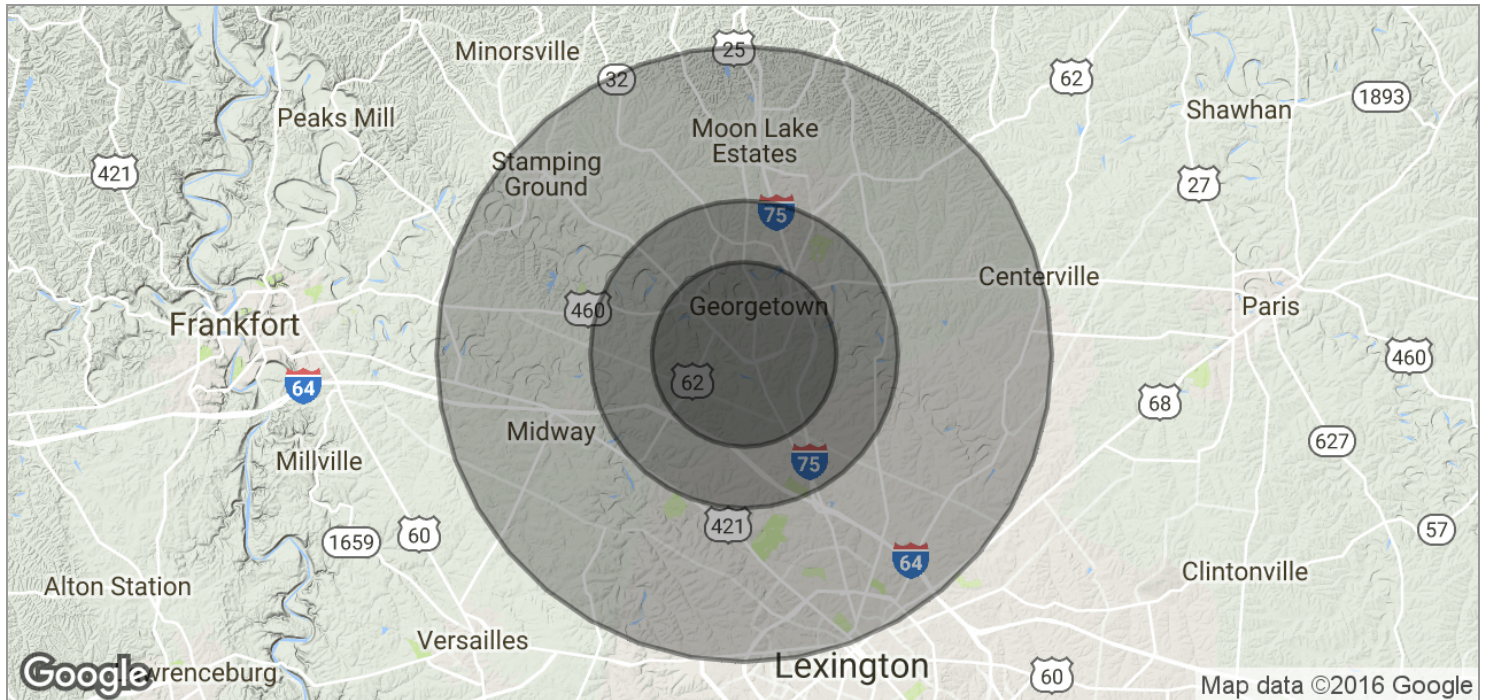 Minorsville
25
32
62
Peaks Mill
Moon Lake
Estates
Shawhan
1893
421
Stamping
Ground
27
75
Centerville
460
Georgetown
Paris
Frankfort
64
62
460
68
Midway
627
Millville
75
421
1659
60
57
64
Alton Station
Clintonville
Versailles
Google
wrenceburg
Lexington
60
Map data ©2016 Google